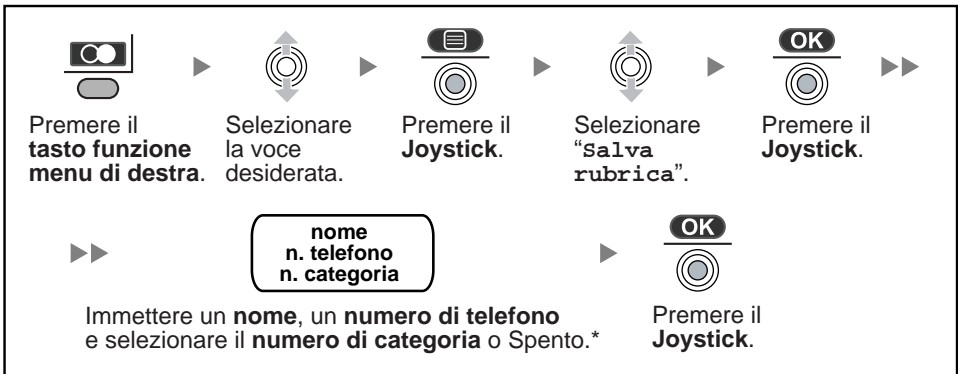 Premere il
tasto funzione
menu di destra.
Selezionare
la voce
desiderata.
Premere il
Joystick.
Selezionare
“Salva
rubrica”.
OK
Premere il
Joystick.
nome
n. telefono
n. categoria
Immettere un nome, un numero di telefono
e selezionare il numero di categoria o Spento.*
OK
Premere il
Joystick.